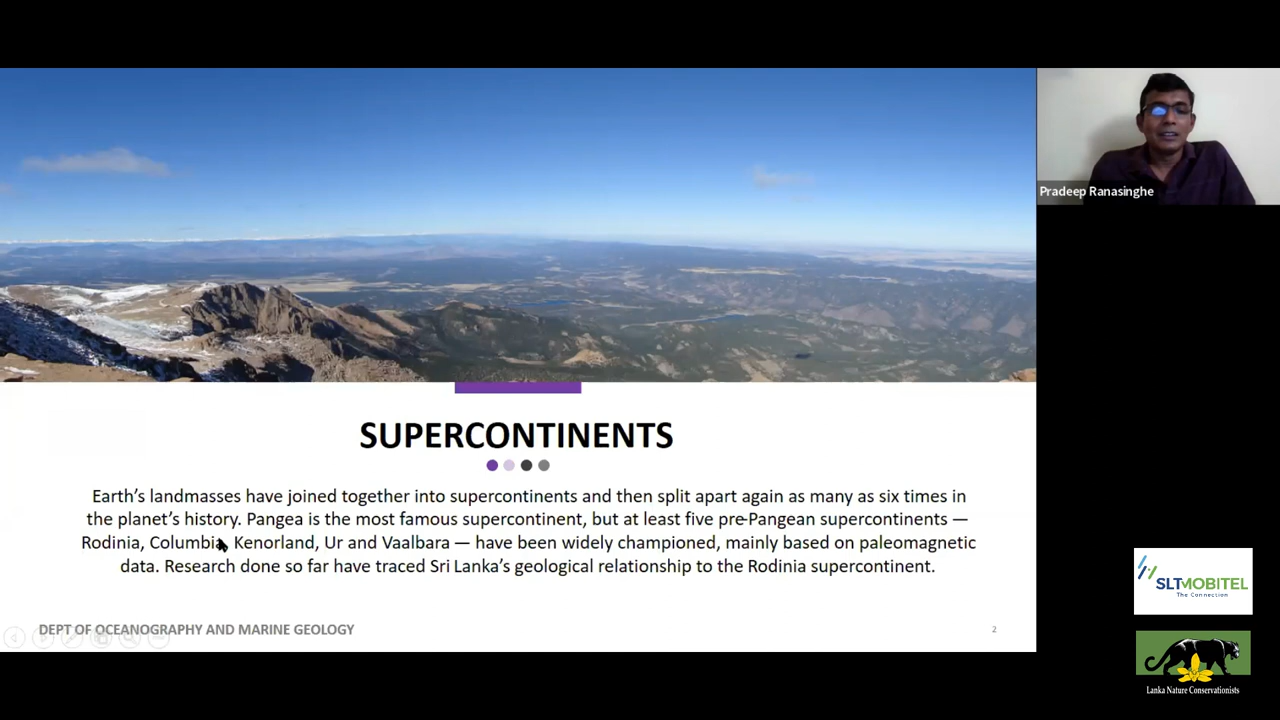 Pradeep Ranasinghe
SUPERCONTINENTS
Earth's landmasses have joined together into supercontinents and then split apart again as many as six times in
the planet's history. Pangea is the most famous supercontinent, but at least five pre-Pangean supercontinents —
Rodinia, Columbia, Kenorland, Ur and Vaalbara — have been widely championed, mainly based on paleomagnetic
data. Research done so far have traced Sri Lanka's geological relationship to the Rodinia supercontinent.
DEPT OF OCEANOGRAPHY AND MARINE GEOLOGY
2
SLTMOBITEL
The Connection
Lanka Nature Conservationists